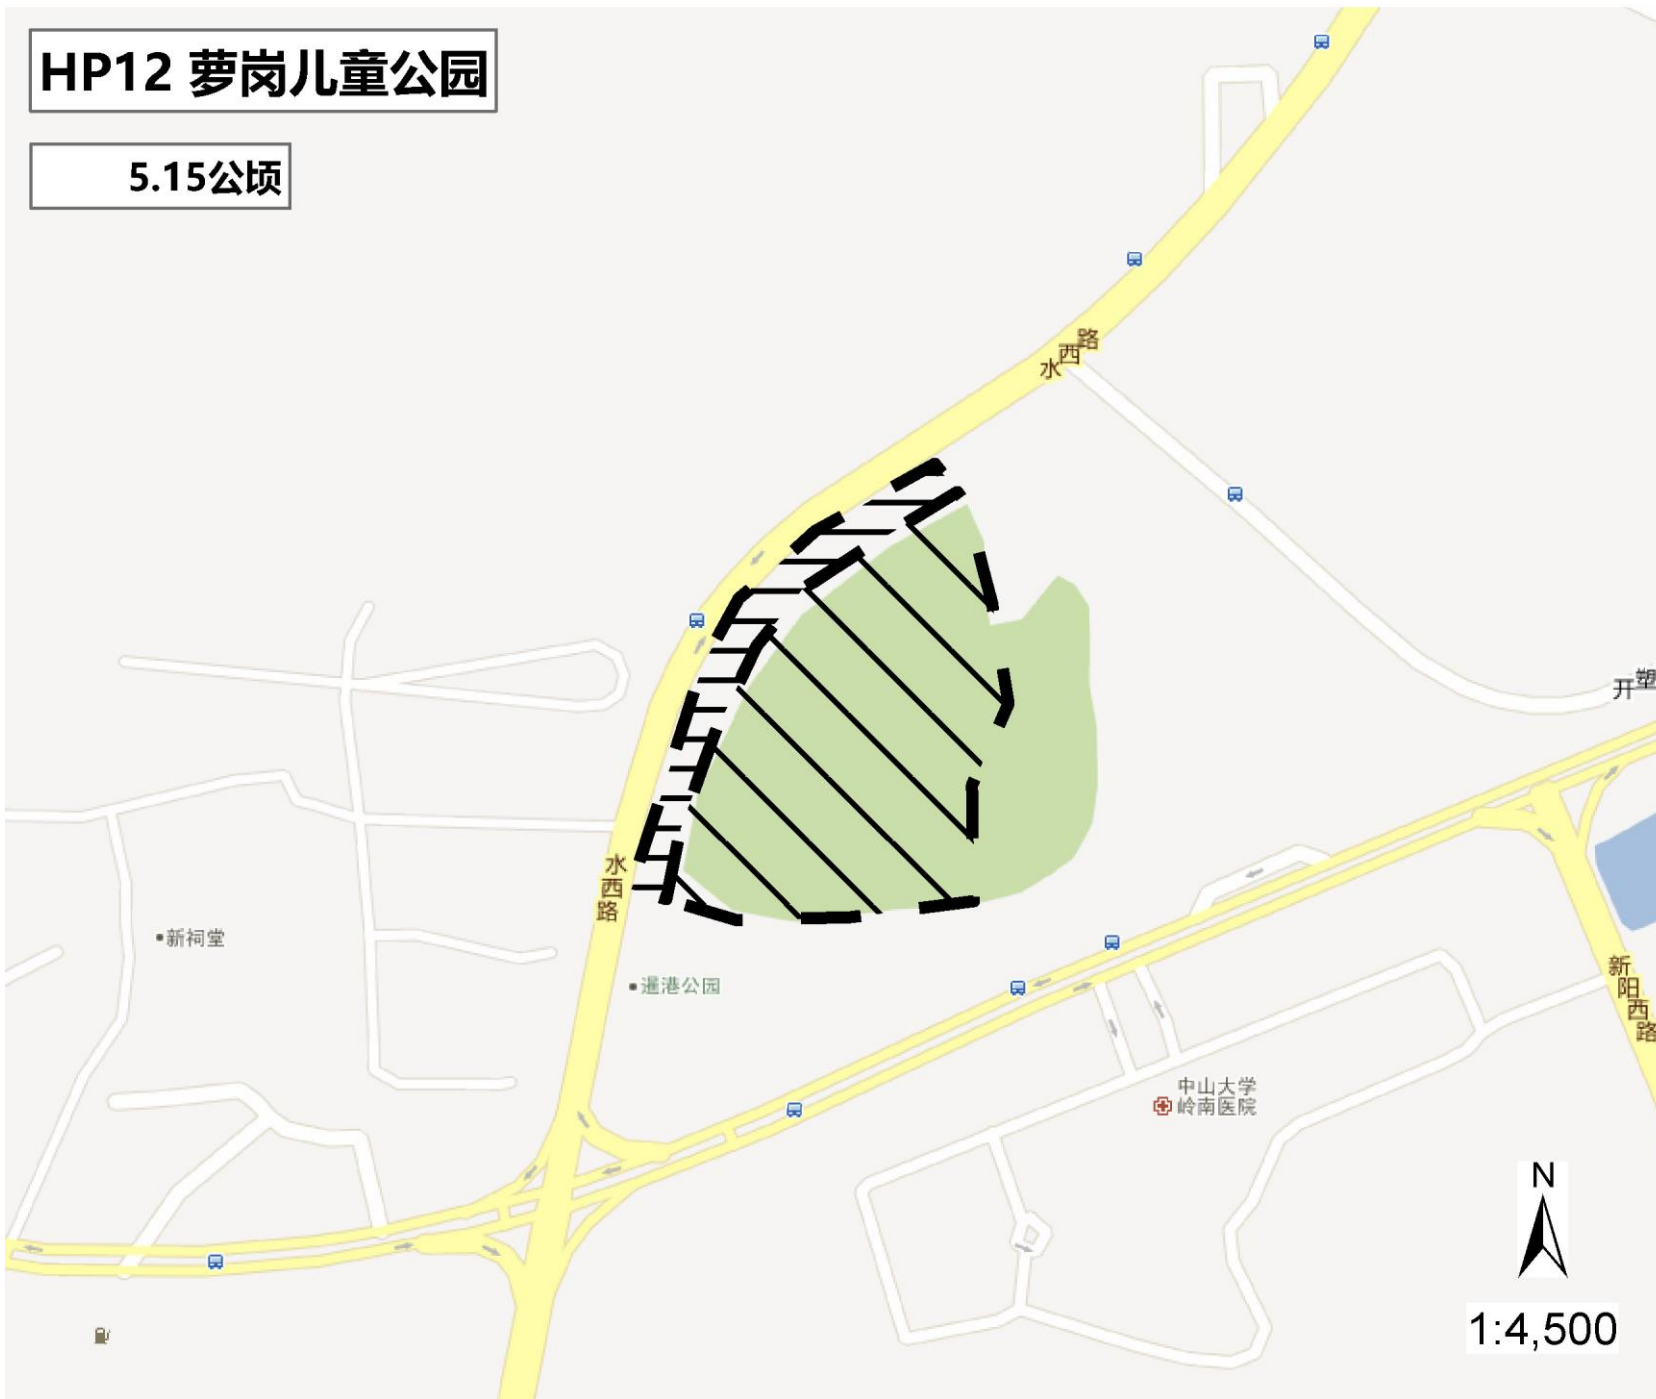 HP12 萝岗儿童公园
5.15公顷
水西路
开塑
水西路
新祠堂
暹港公园
新阳西路
中山大学
岭南医院
N
1:4,500